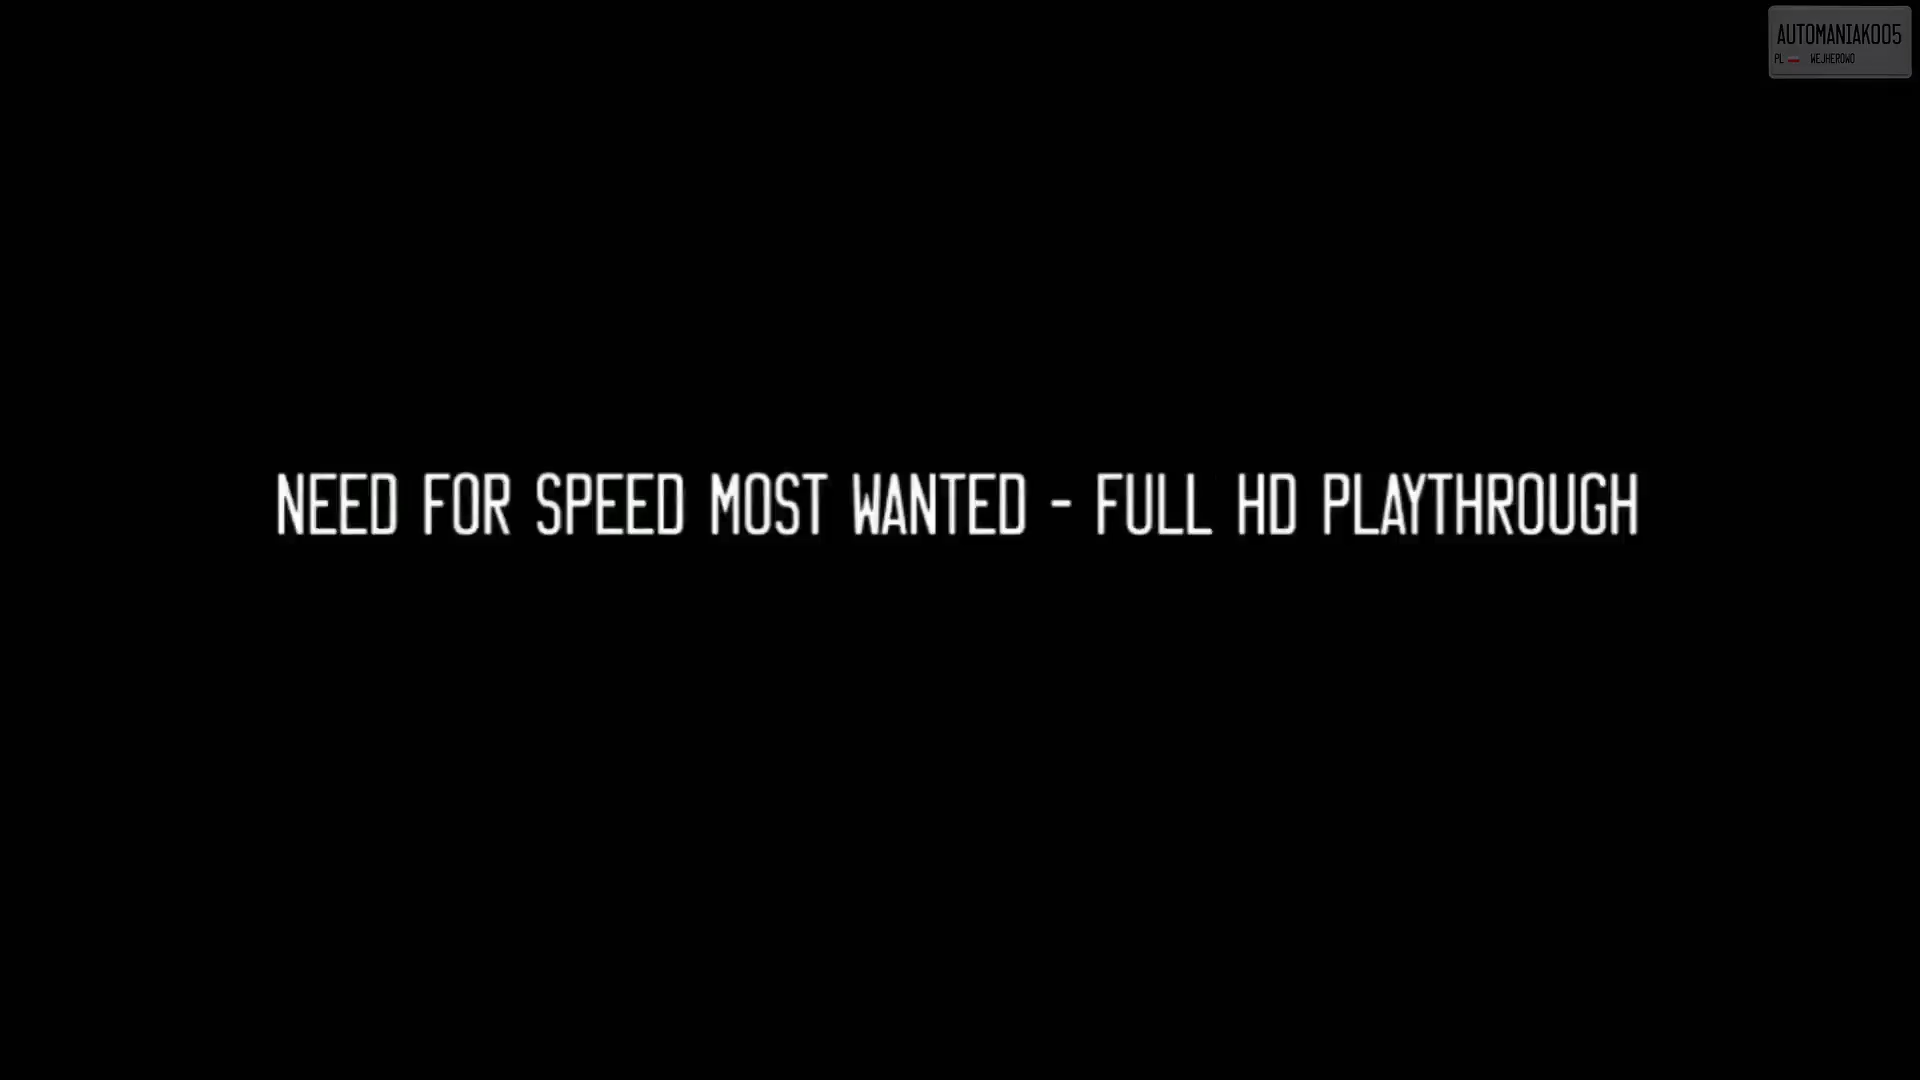 AUTOMANIAK005
PL WEJHEROWO
NEED FOR SPEED MOST WANTED - FULL HD PLAYTHROUGH